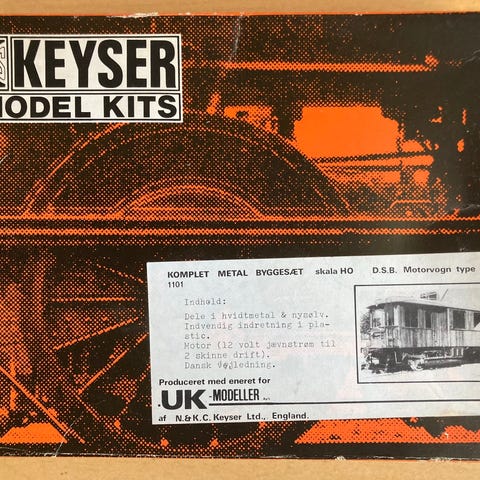 KEYSER
MODEL KITS
KOMPLET METAL BYGGESÆT skala HO D.S.B. Motorvogn type
1101
Indhold:
Dele i hvidtmetal & nysølv.
Indvendig indretning i pla-
stic.
Motor (12 volt jævnstrøm til
2 skinne drift).
Dansk vejledning.
Produceret med eneret for
UK-MODELLER
af N.& K.C. Keyser Ltd., England.